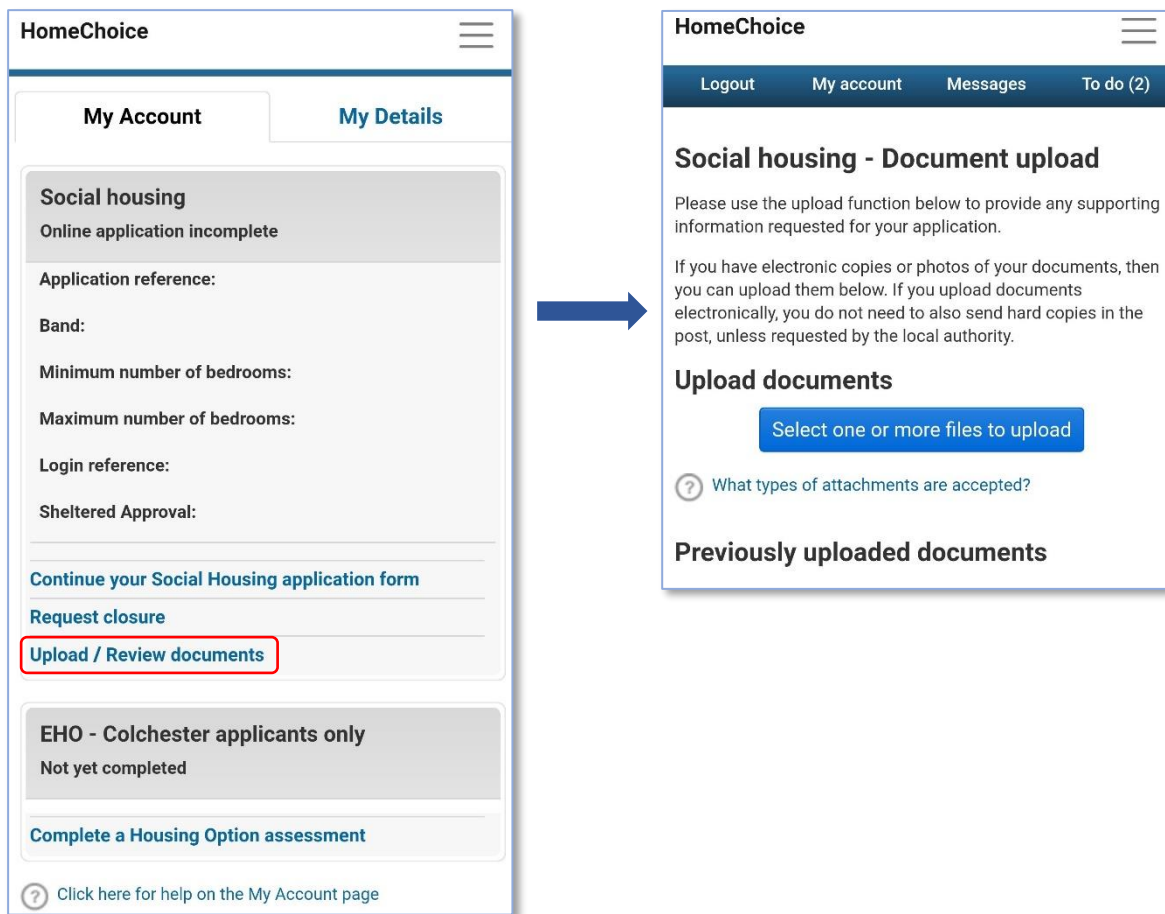 HomeChoice
My Account
My Details
Social housing
Online application incomplete
Application reference:
Band:
Minimum number of bedrooms:
Maximum number of bedrooms:
Login reference:
Sheltered Approval:
Continue your Social Housing application form
Request closure
Upload / Review documents
EHO - Colchester applicants only
Not yet completed
Complete a Housing Option assessment
? Click here for help on the My Account page
HomeChoice
Logout
My account
Messages
To do (2)
Social housing - Document upload
Please use the upload function below to provide any supporting
information requested for your application.
If you have electronic copies or photos of your documents, then
you can upload them below. If you upload documents
electronically, you do not need to also send hard copies in the
post, unless requested by the local authority.
Upload documents
Select one or more files to upload
? What types of attachments are accepted?
Previously uploaded documents